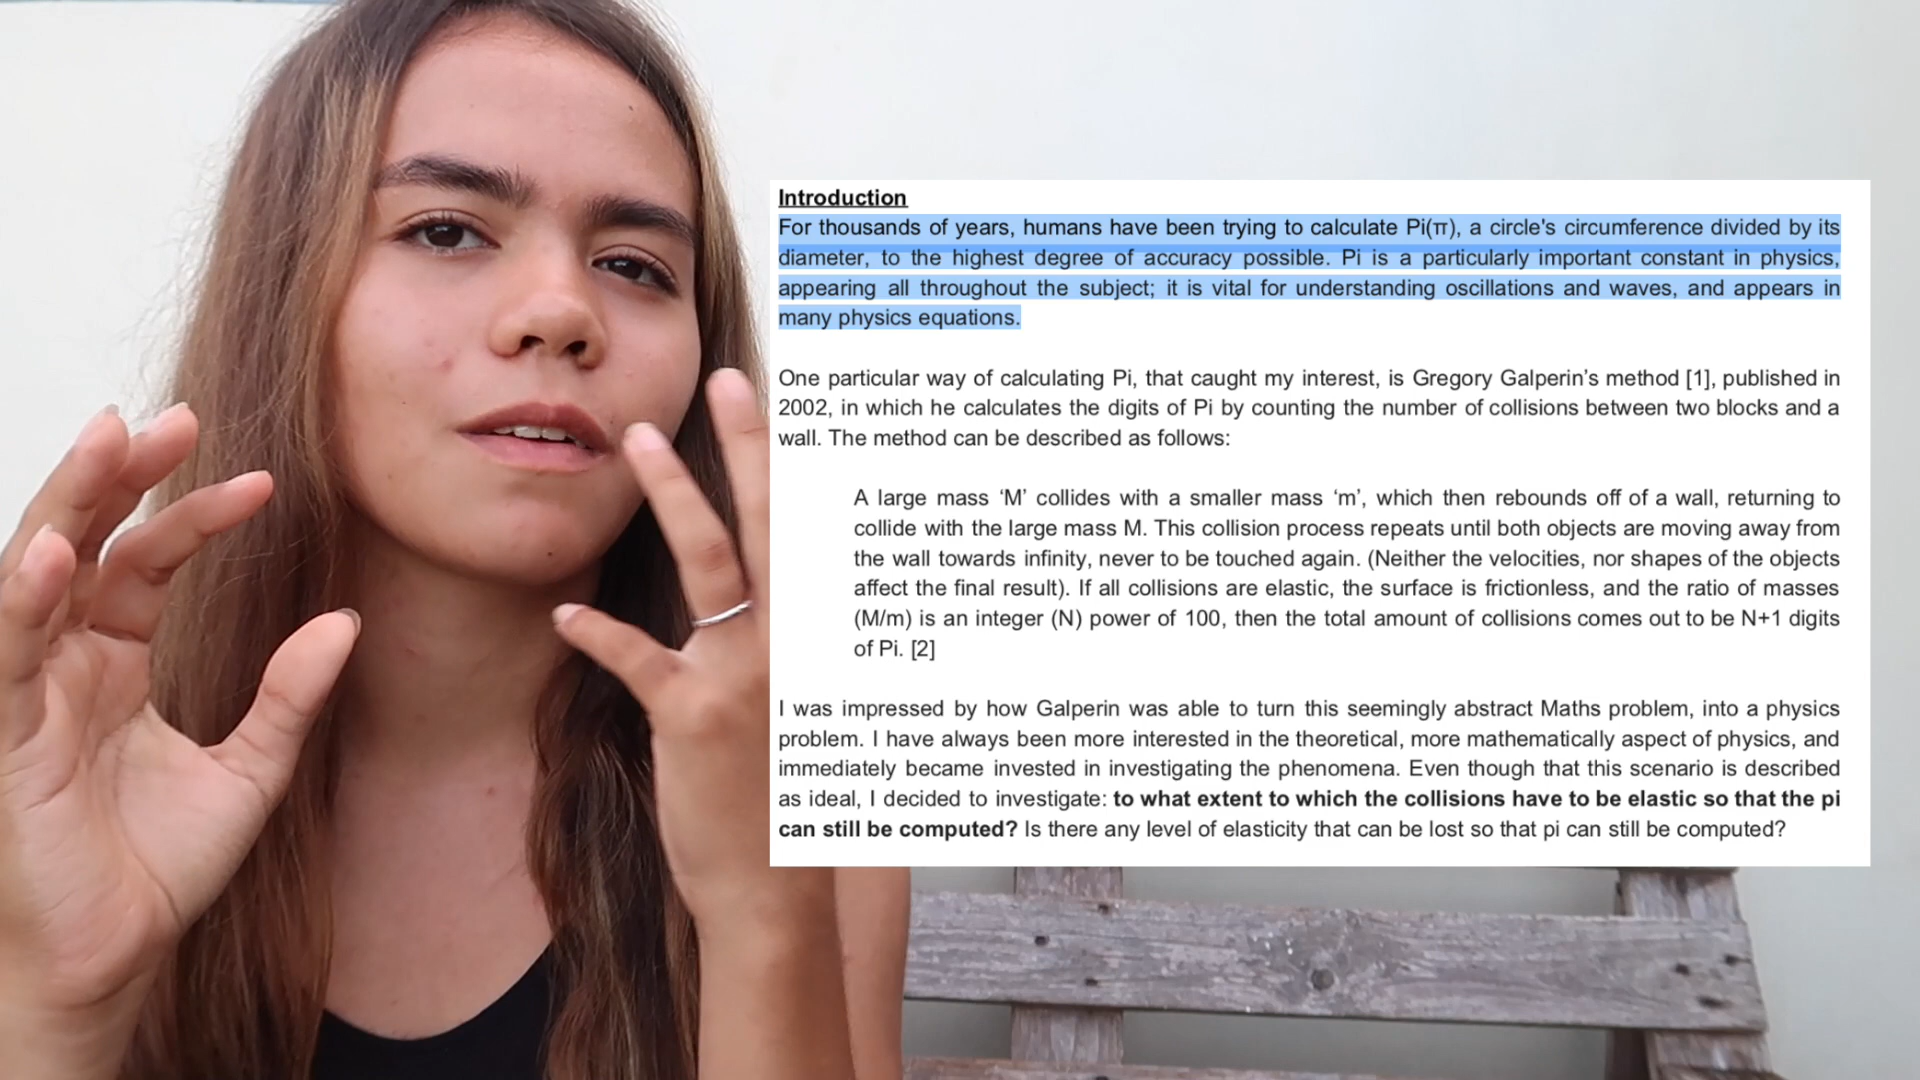 Introduction
For thousands of years, humans have been trying to calculate Pi(π), a circle's circumference divided by its
diameter, to the highest degree of accuracy possible. Pi is a particularly important constant in physics,
appearing all throughout the subject; it is vital for understanding oscillations and waves, and appears in
many physics equations.
One particular way of calculating Pi, that caught my interest, is Gregory Galperin’s method [1], published in
2002, in which he calculates the digits of Pi by counting the number of collisions between two blocks and a
wall. The method can be described as follows:
A large mass ‘M’ collides with a smaller mass ‘m’, which then rebounds off of a wall, returning to
collide with the large mass M. This collision process repeats until both objects are moving away from
the wall towards infinity, never to be touched again. (Neither the velocities, nor shapes of the objects
affect the final result). If all collisions are elastic, the surface is frictionless, and the ratio of masses
(M/m) is an integer (N) power of 100, then the total amount of collisions comes out to be N+1 digits
of Pi. [2]
I was impressed by how Galperin was able to turn this seemingly abstract Maths problem, into a physics
problem. I have always been more interested in the theoretical, more mathematically aspect of physics, and
immediately became invested in investigating the phenomena. Even though that this scenario is described
as ideal, I decided to investigate: to what extent to which the collisions have to be elastic so that the pi
can still be computed? Is there any level of elasticity that can be lost so that pi can still be computed?